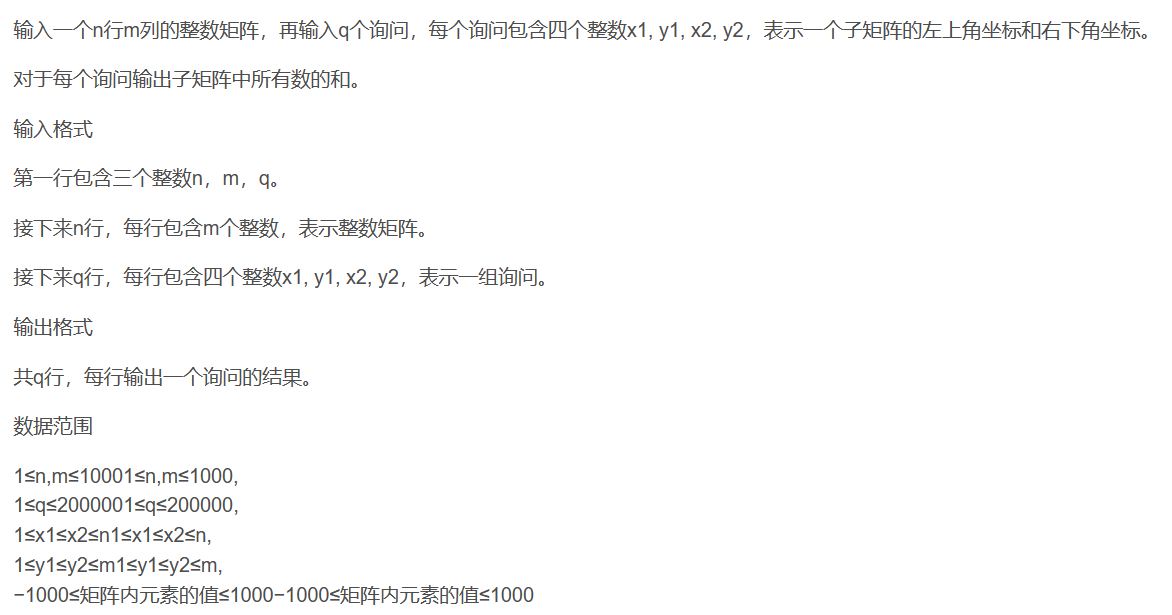 输入一个n行m列的整数矩阵，再输入q个询问，每个询问包含四个整数x1, y1, x2, y2，表示一个子矩阵的左上角坐标和右下角坐标。
对于每个询问输出子矩阵中所有数的和。
输入格式
第一行包含三个整数n，m，q。
接下来n行，每行包含m个整数，表示整数矩阵。
接下来q行，每行包含四个整数x1, y1, x2, y2，表示一组询问。
输出格式
共q行，每行输出一个询问的结果。
数据范围
1≤n,m≤10001≤n,m≤1000,
1≤q≤2000001≤q≤200000,
1≤x1≤x2≤n1≤x1≤x2≤n,
1≤y1≤y2≤m1≤y1≤y2≤m,
−1000≤矩阵内元素的值≤1000−1000≤矩阵内元素的值≤1000